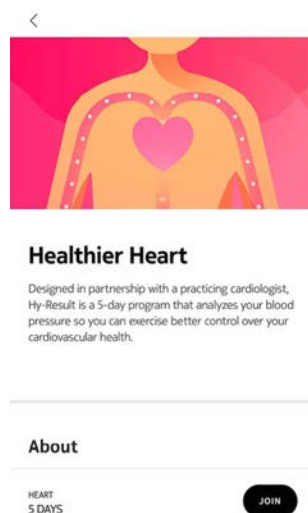 Healthier Heart
Designed in partnership with a practicing cardiologist,
Hy-Result is a 5-day program that analyzes your blood
pressure so you can exercise better control over your
cardiovascular health.
About
HEART
5 DAYS
JOIN